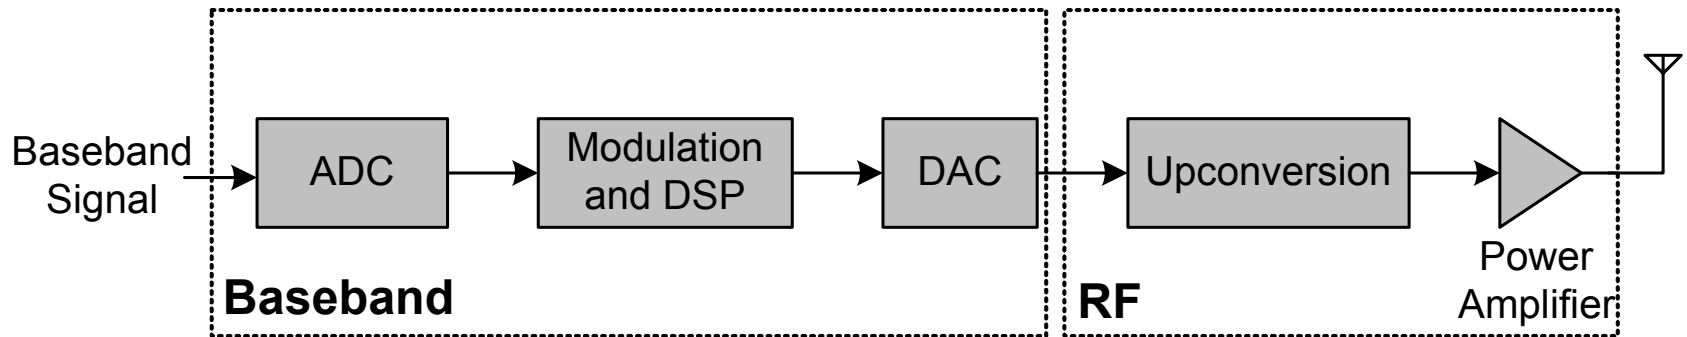 Baseband
Signal
ADC
Modulation
and DSP
DAC
Upconversion
Power
Amplifier
Baseband
RF